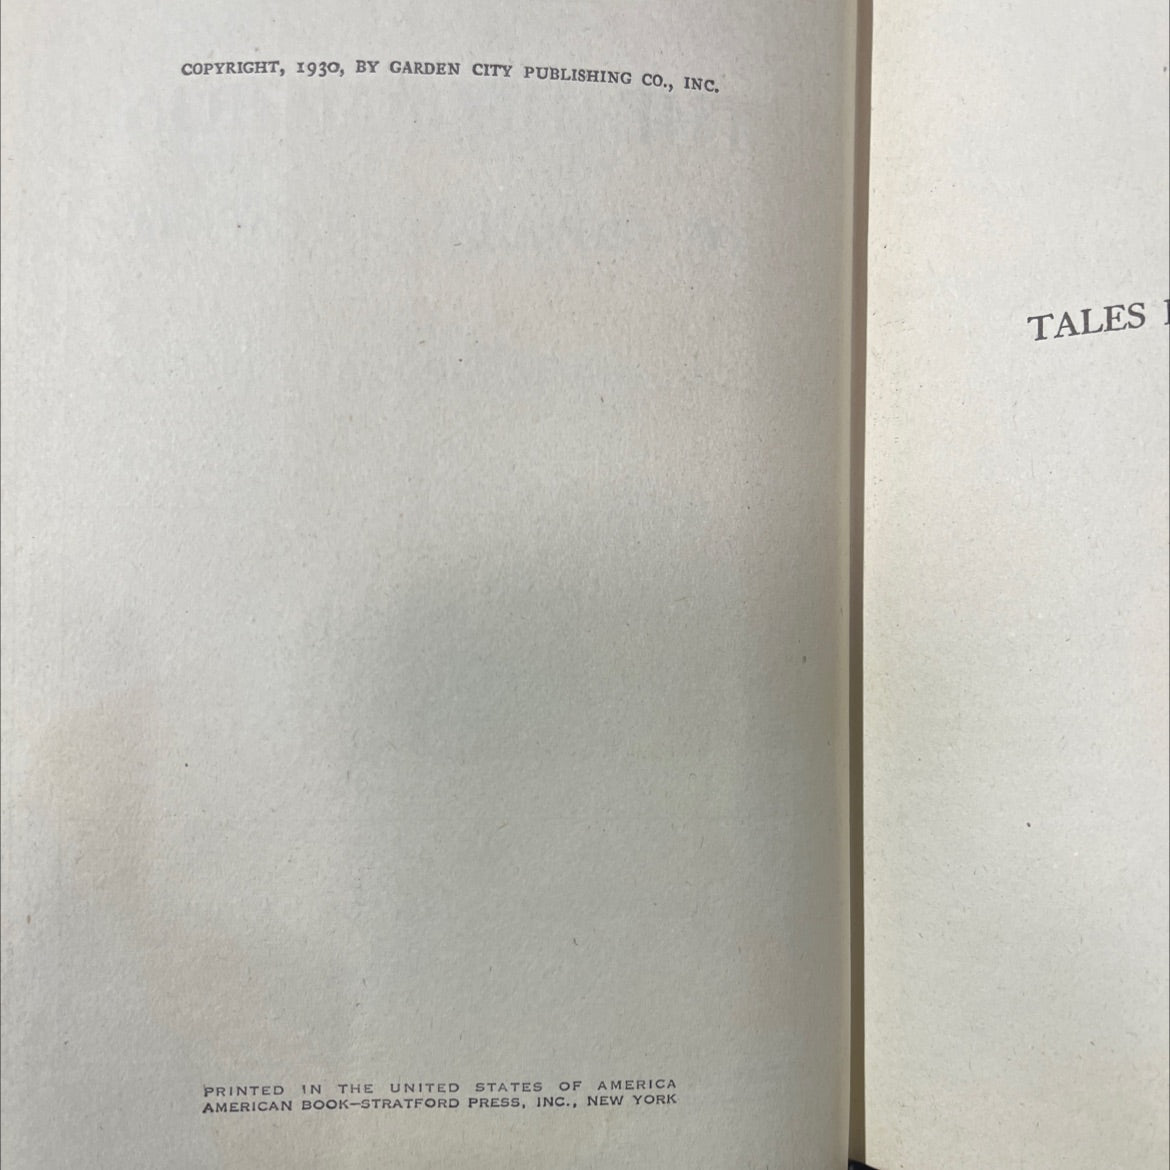 COPYRIGHT, 1930, BY GARDEN CITY PUBLISHING CO., INC.
PRINTED IN THE UNITED STATES OF AMERICA
AMERICAN BOOK—STRATFORD PRESS, INC., NEW YORK
TALES